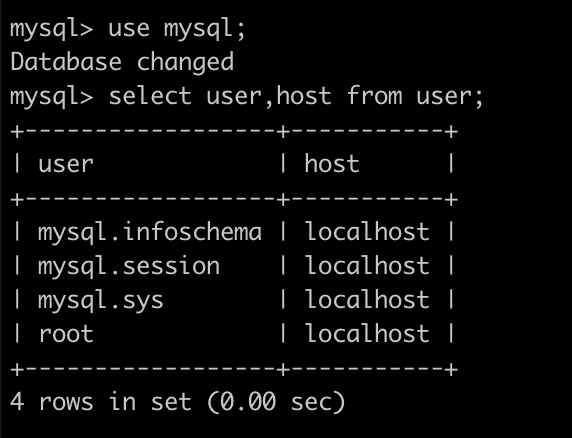 mysql> use mysql;
Database changed
mysql> select user,host from user;
+------------------+-----------+
| user             | host      |
+------------------+-----------+
| mysql.infoschema | localhost |
| mysql.session    | localhost |
| mysql.sys        | localhost |
| root             | localhost |
+------------------+-----------+
4 rows in set (0.00 sec)